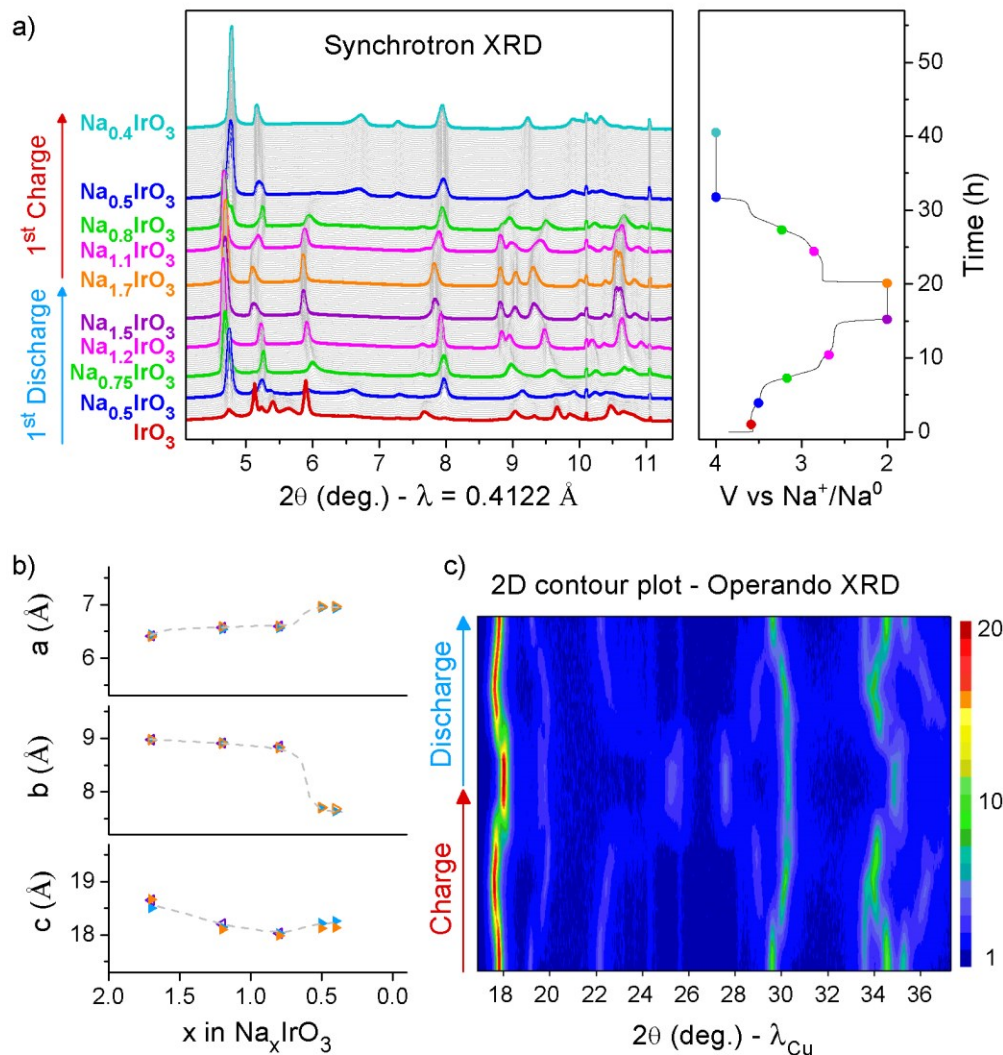 a)
Synchrotron XRD
1st Charge
1st Discharge
Na0.4IrO3
Na0.5IrO3
Na0.8IrO3
Na1.1IrO3
Na1.7IrO3
Na1.5IrO3
Na1.2IrO3
Na0.75IrO3
Na0.5IrO3
IrO3
5 6 7 8 9 10 11
2θ (deg.) - λ = 0.4122 Å
50
40
30
20
10
0
Time (h)
4 3 2
V vs Na+/Na0
b)
7
6
a (Å)
9
8
b (Å)
19
18
c (Å)
2.0 1.5 1.0 0.5 0.0
x in NaxIrO3
c)
2D contour plot - Operando XRD
Discharge
Charge
18 20 22 24 26 28 30 32 34 36
2θ (deg.) - λCu
20
10
1